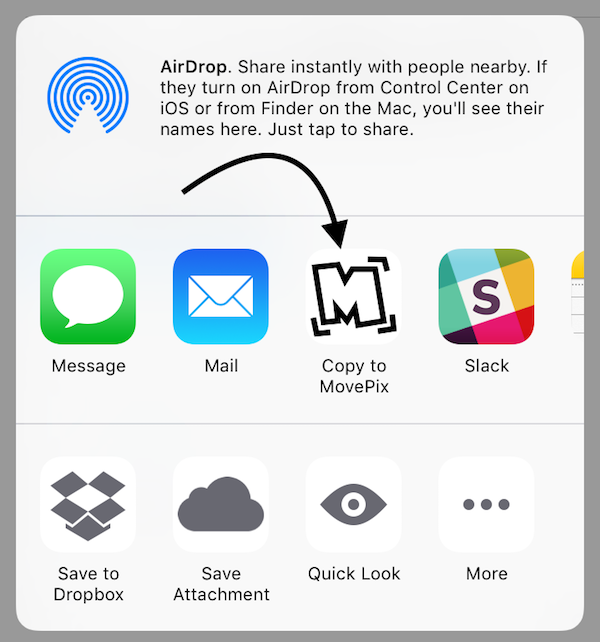 AirDrop. Share instantly with people nearby. If
they turn on AirDrop from Control Center on
iOS or from Finder on the Mac, you'll see their
names here. Just tap to share.
M
S
Message
Mail
Copy to
MovePix
Slack
Save to
Dropbox
Save
Attachment
Quick Look
More